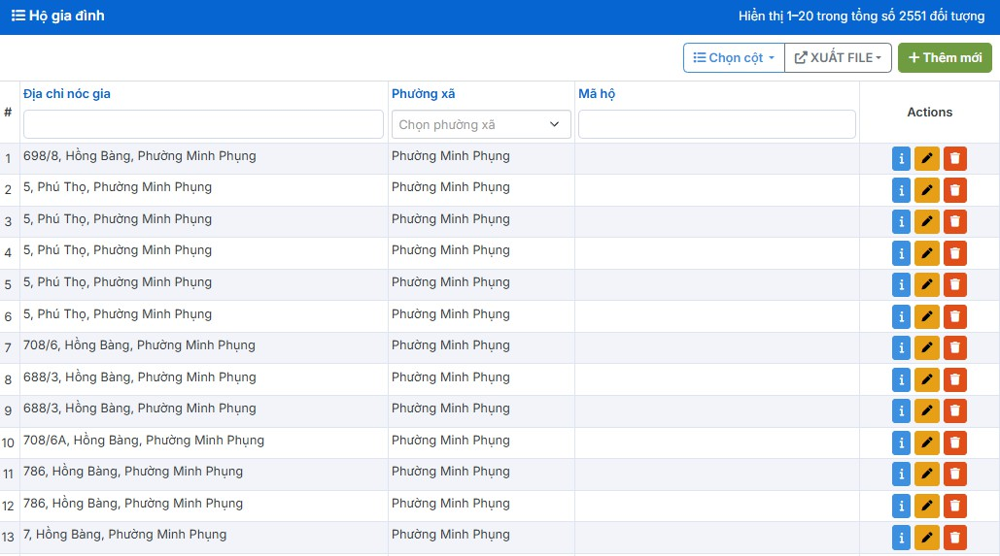 Hộ gia đình
Hiển thị 1–20 trong tổng số 2551 đối tượng
Chọn cột
XUẤT FILE
+ Thêm mới
# Địa chỉ nóc gia Phường xã Mã hộ Actions
Chọn phường xã
1 698/8, Hồng Bàng, Phường Minh Phụng Phường Minh Phụng
2 5, Phú Thọ, Phường Minh Phụng Phường Minh Phụng
3 5, Phú Thọ, Phường Minh Phụng Phường Minh Phụng
4 5, Phú Thọ, Phường Minh Phụng Phường Minh Phụng
5 5, Phú Thọ, Phường Minh Phụng Phường Minh Phụng
6 5, Phú Thọ, Phường Minh Phụng Phường Minh Phụng
7 708/6, Hồng Bàng, Phường Minh Phụng Phường Minh Phụng
8 688/3, Hồng Bàng, Phường Minh Phụng Phường Minh Phụng
9 688/3, Hồng Bàng, Phường Minh Phụng Phường Minh Phụng
10 708/6A, Hồng Bàng, Phường Minh Phụng Phường Minh Phụng
11 786, Hồng Bàng, Phường Minh Phụng Phường Minh Phụng
12 786, Hồng Bàng, Phường Minh Phụng Phường Minh Phụng
13 7, Hồng Bàng, Phường Minh Phụng Phường Minh Phụng